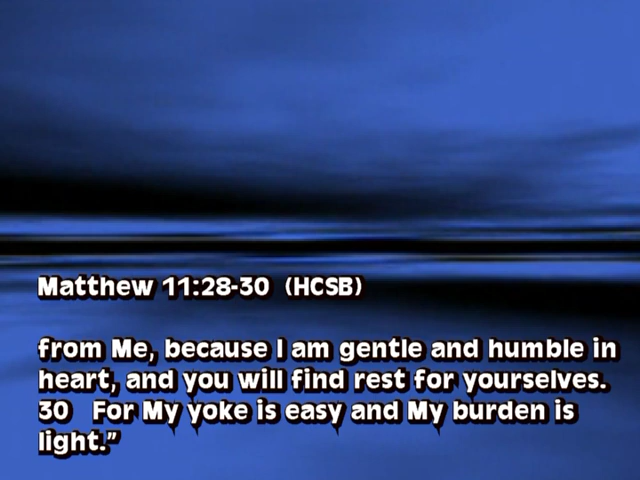 Matthew 11:28-30 (HCSB)
from Me, because I am gentle and humble in
heart, and you will find rest for yourselves.
30 For My yoke is easy and My burden is
light.”